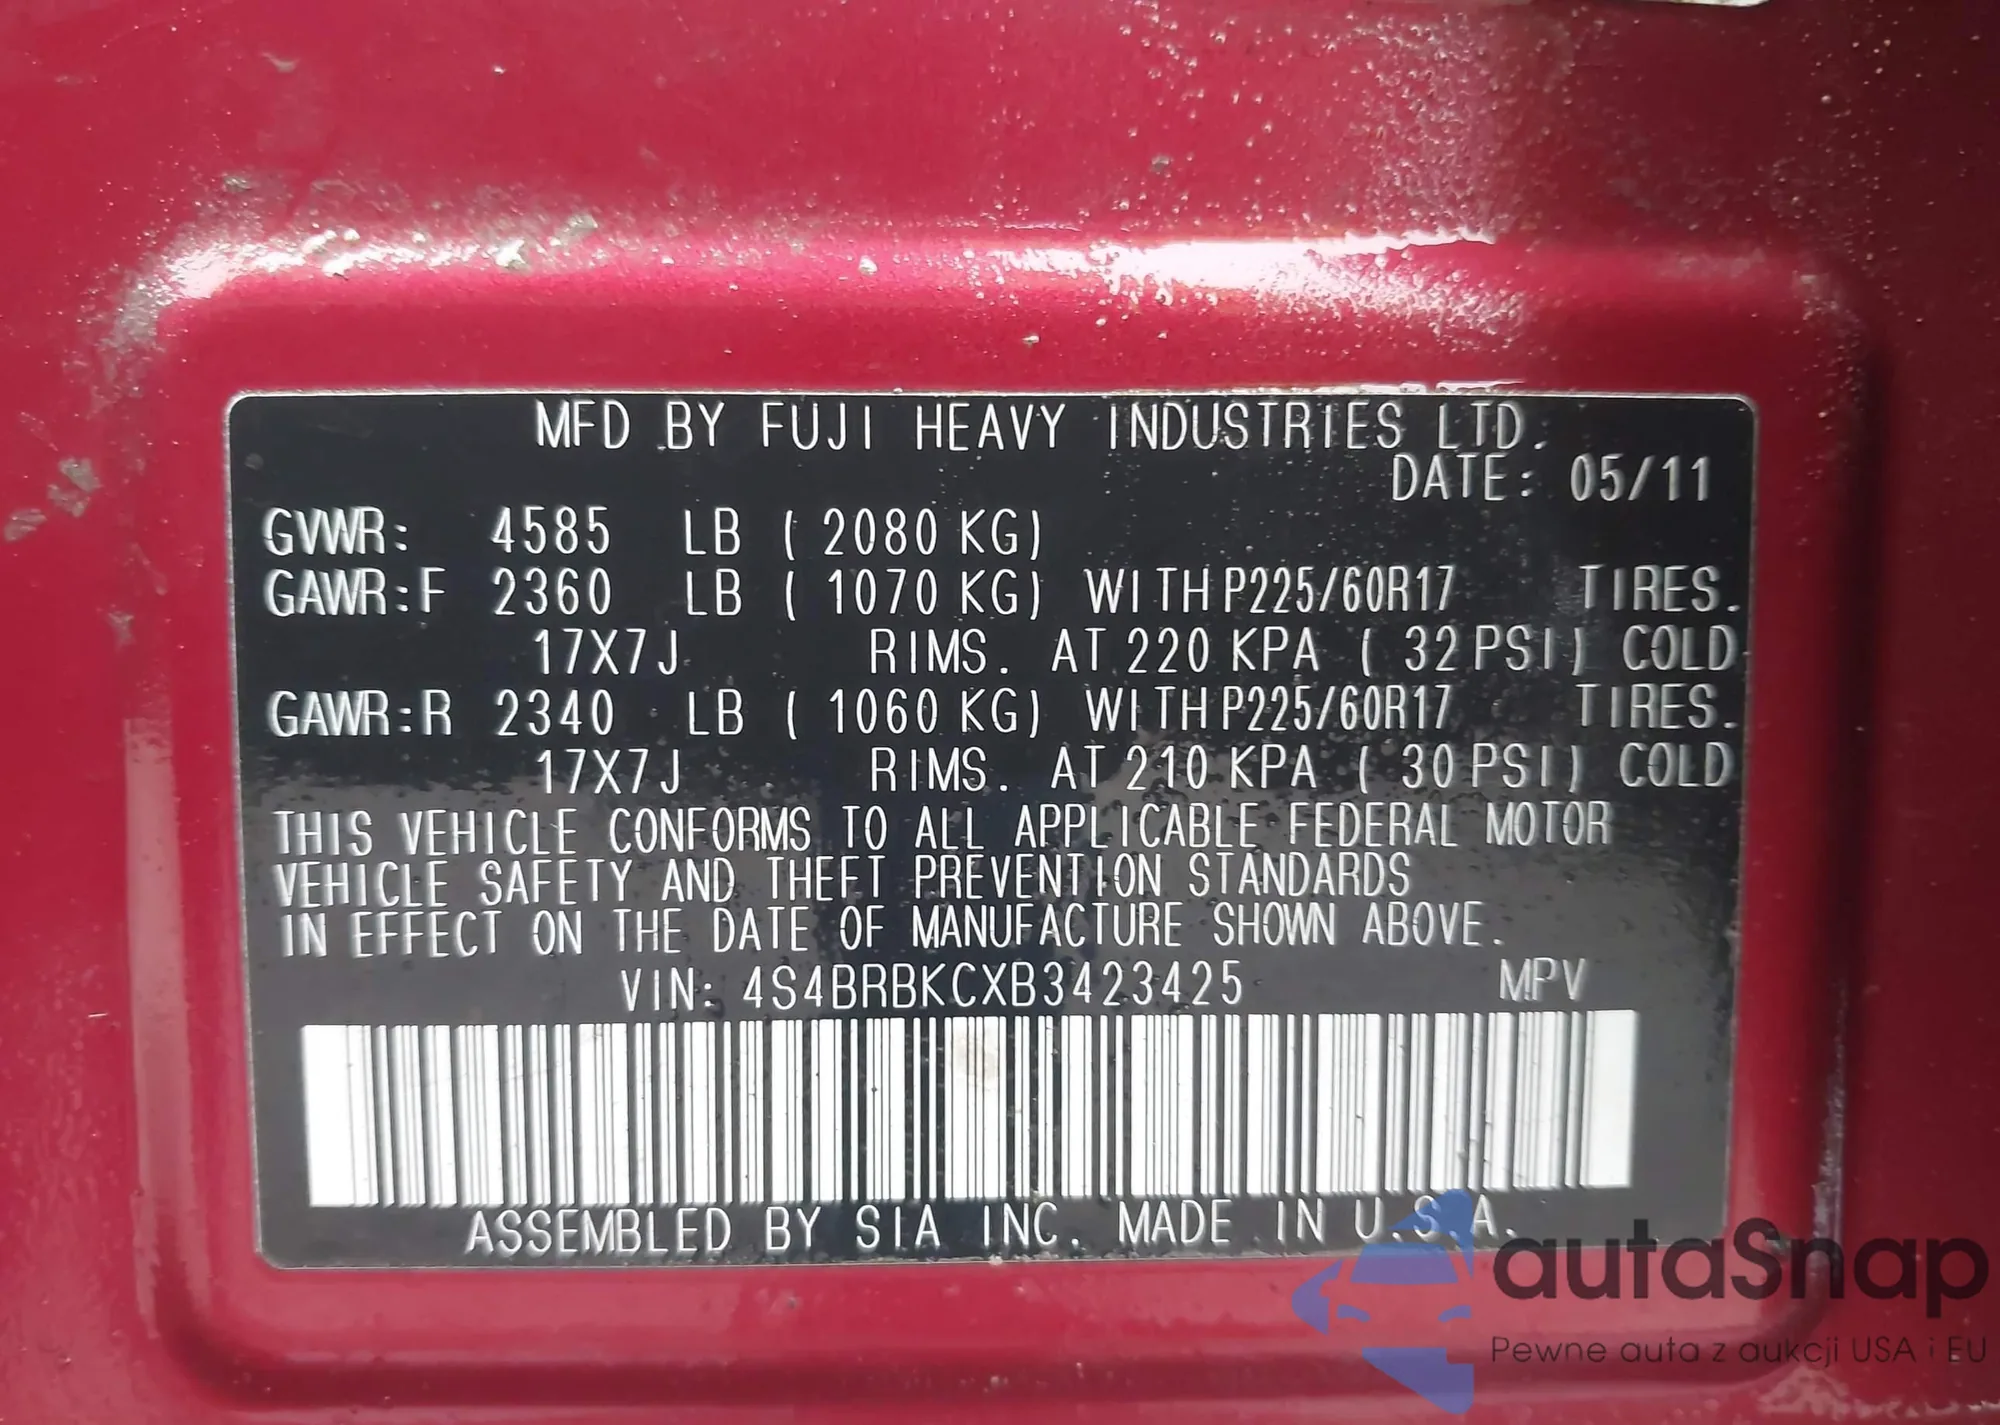 MFD BY FUJI HEAVY INDUSTRIES LTD.
DATE: 05/11
GVWR: 4585 LB ( 2080 KG)
GAWR:F 2360 LB ( 1070 KG) WITH P225/60R17 TIRES.
17X7J RIMS. AT 220 KPA ( 32 PSI) COLD
GAWR:R 2340 LB ( 1060 KG) WITH P225/60R17 TIRES.
17X7J RIMS. AT 210 KPA ( 30 PSI) COLD
THIS VEHICLE CONFORMS TO ALL APPLICABLE FEDERAL MOTOR
VEHICLE SAFETY AND THEFT PREVENTION STANDARDS
IN EFFECT ON THE DATE OF MANUFACTURE SHOWN ABOVE.
VIN: 4S4BRBKCXB3423425 MPV
ASSEMBLED BY SIA INC. MADE IN U.S.A.
autaSnap
Pewne auta z aukcji USA i EU